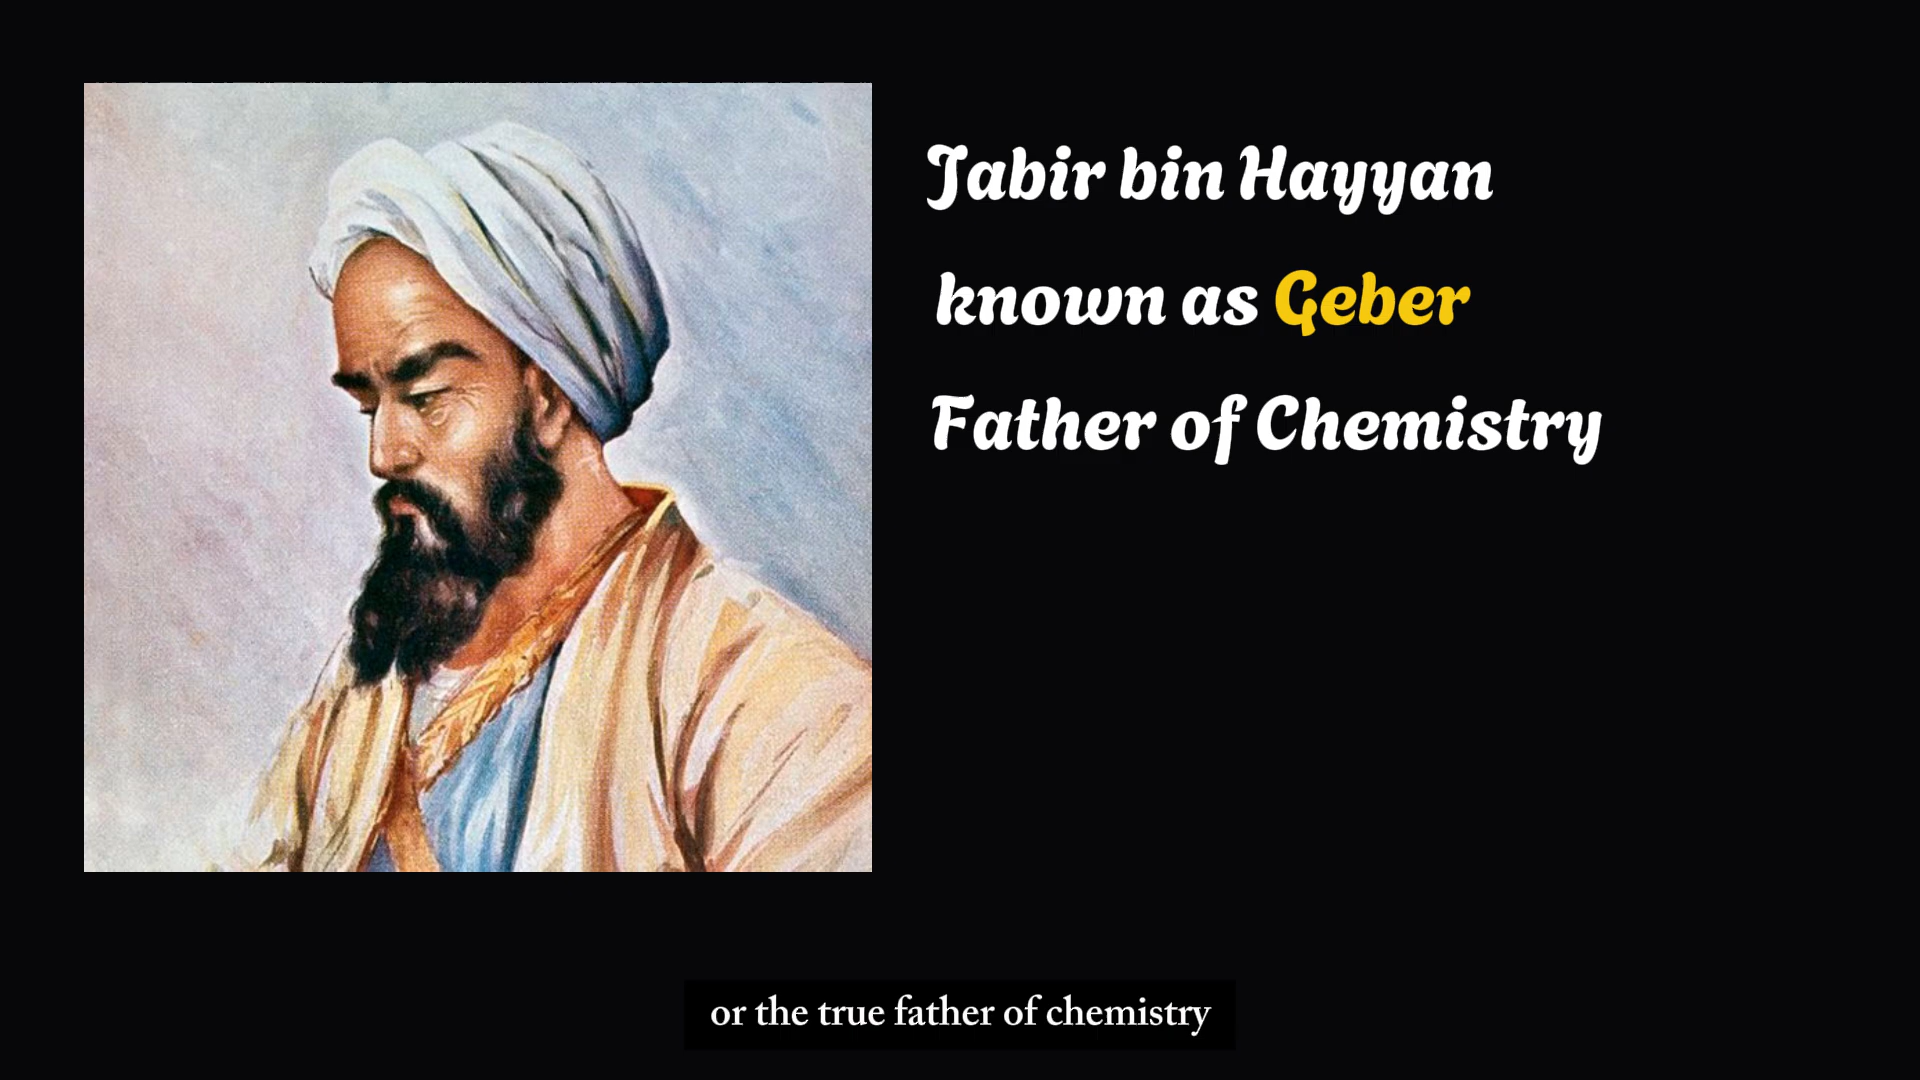 Jabir bin Hayyan
known as Geber
Father of Chemistry
or the true father of chemistry